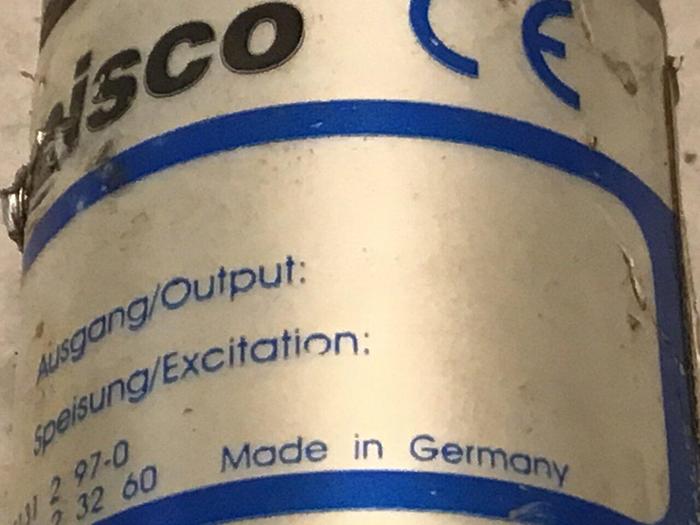 isco CE
Ausgang/Output:
Speisung/Excitation:
2 97-0
2 32 60 Made in Germany